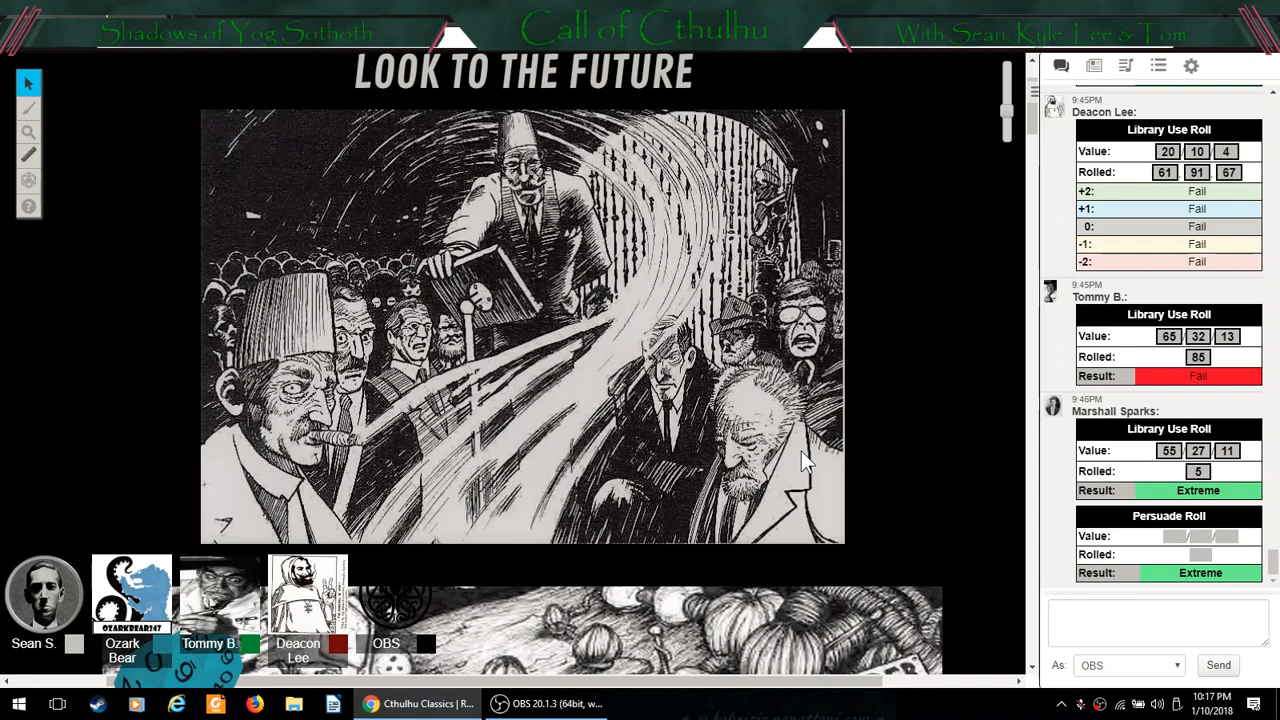 Shadows of Yog Sothoth
Call of Cthulhu
With Sean, Kyle, Lee & Tom
LOOK TO THE FUTURE
9:45PM
Deacon Lee:
Library Use Roll
Value: 20 / 10 / 4
Rolled: 61 91 67
+2: Fail
+1: Fail
0: Fail
-1: Fail
-2: Fail
9:45PM
Tommy B.:
Library Use Roll
Value: 65 / 32 / 13
Rolled: 85
Result: Fail
9:46PM
Marshall Sparks:
Library Use Roll
Value: 55 / 27 / 11
Rolled: 5
Result: Extreme
Persuade Roll
Value: / /
Rolled:
Result: Extreme
As: OBS Send
OZARKBEAR247
Sean S.
Ozark Bear
Tommy B.
Deacon Lee
OBS
Cthulhu Classics | R...
OBS 20.1.3 (64bit, w...
10:17 PM
1/10/2018